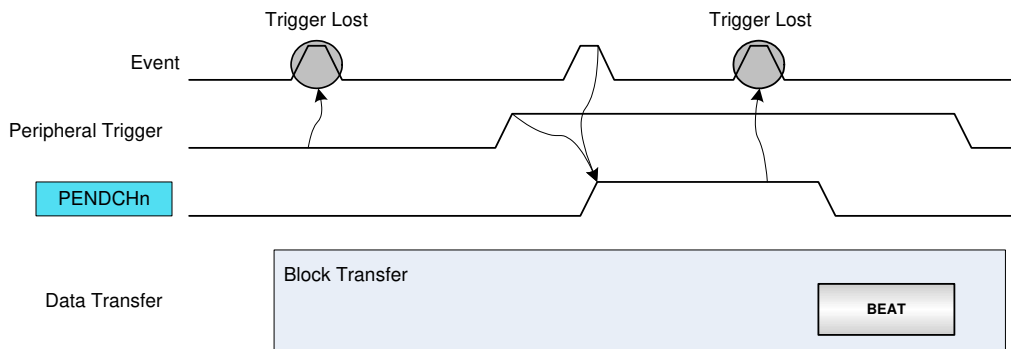 Trigger Lost
Trigger Lost
Event
Peripheral Trigger
PENDCHn
Block Transfer
Data Transfer
BEAT